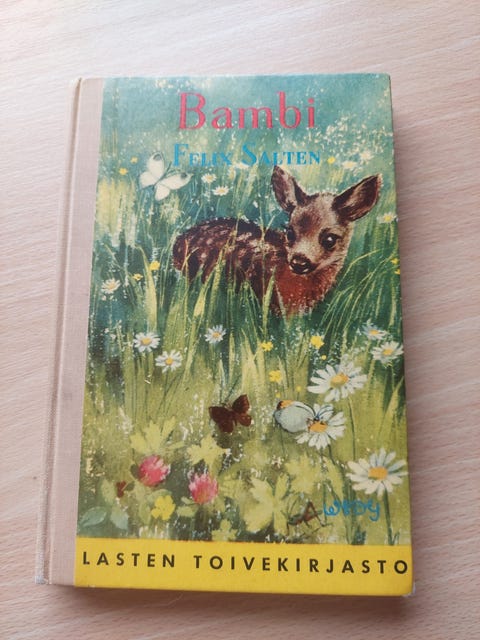 Bambi
FELIX SALTEN
LASTEN TOIVEKIRJASTO